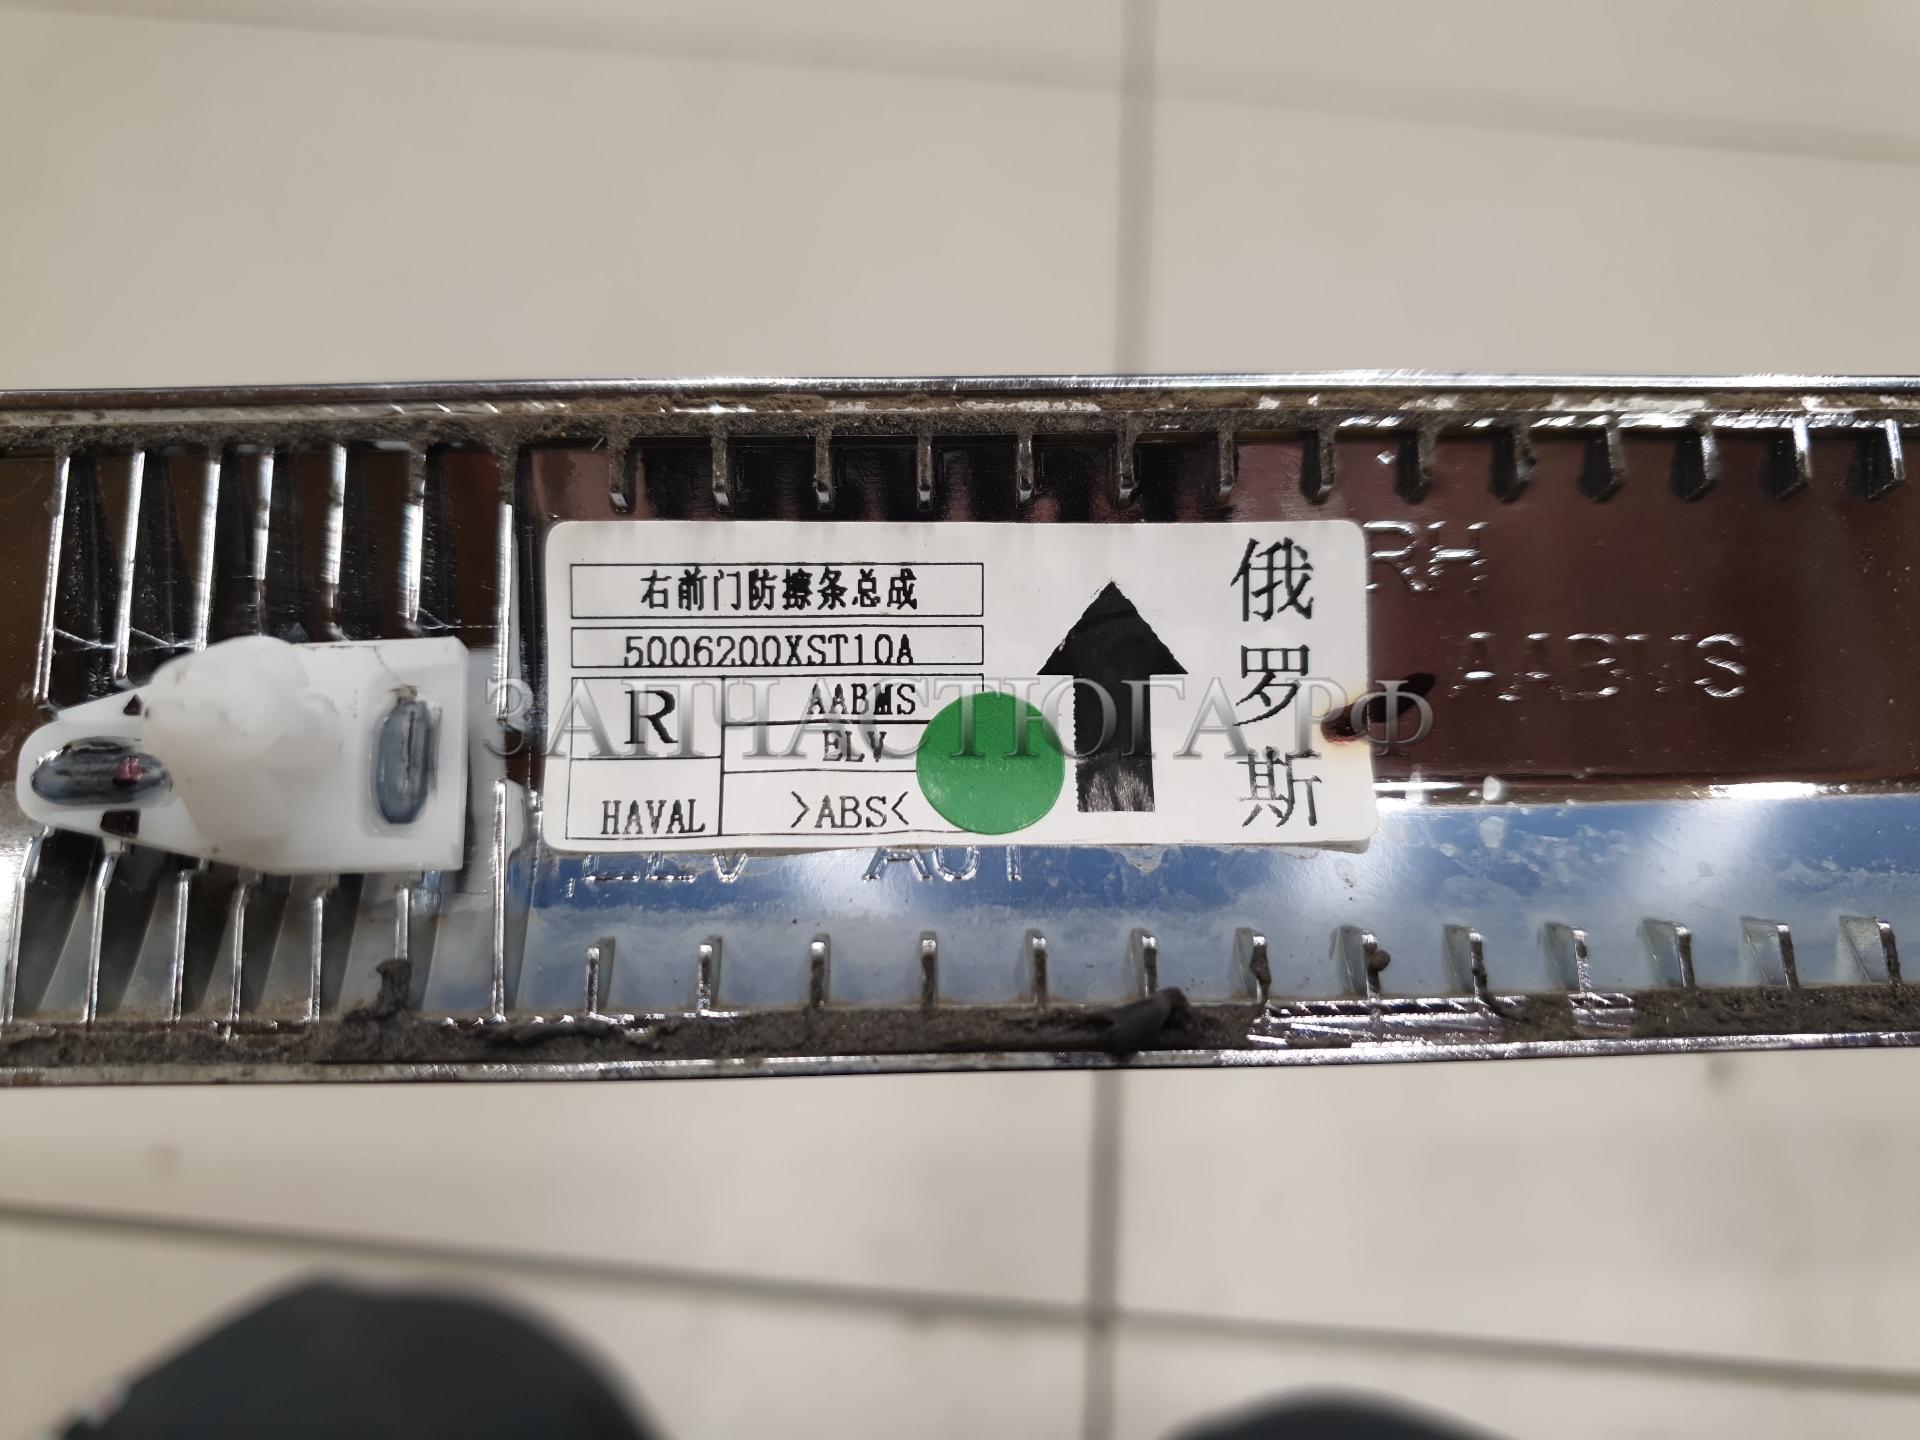 右前门防擦条总成
5006200XST10A
R
AABMS
ELV
HAVAL
>ABS<
俄罗斯
RH
AABMS
ELV A01
ЗАПЧАСТЮГА.РФ